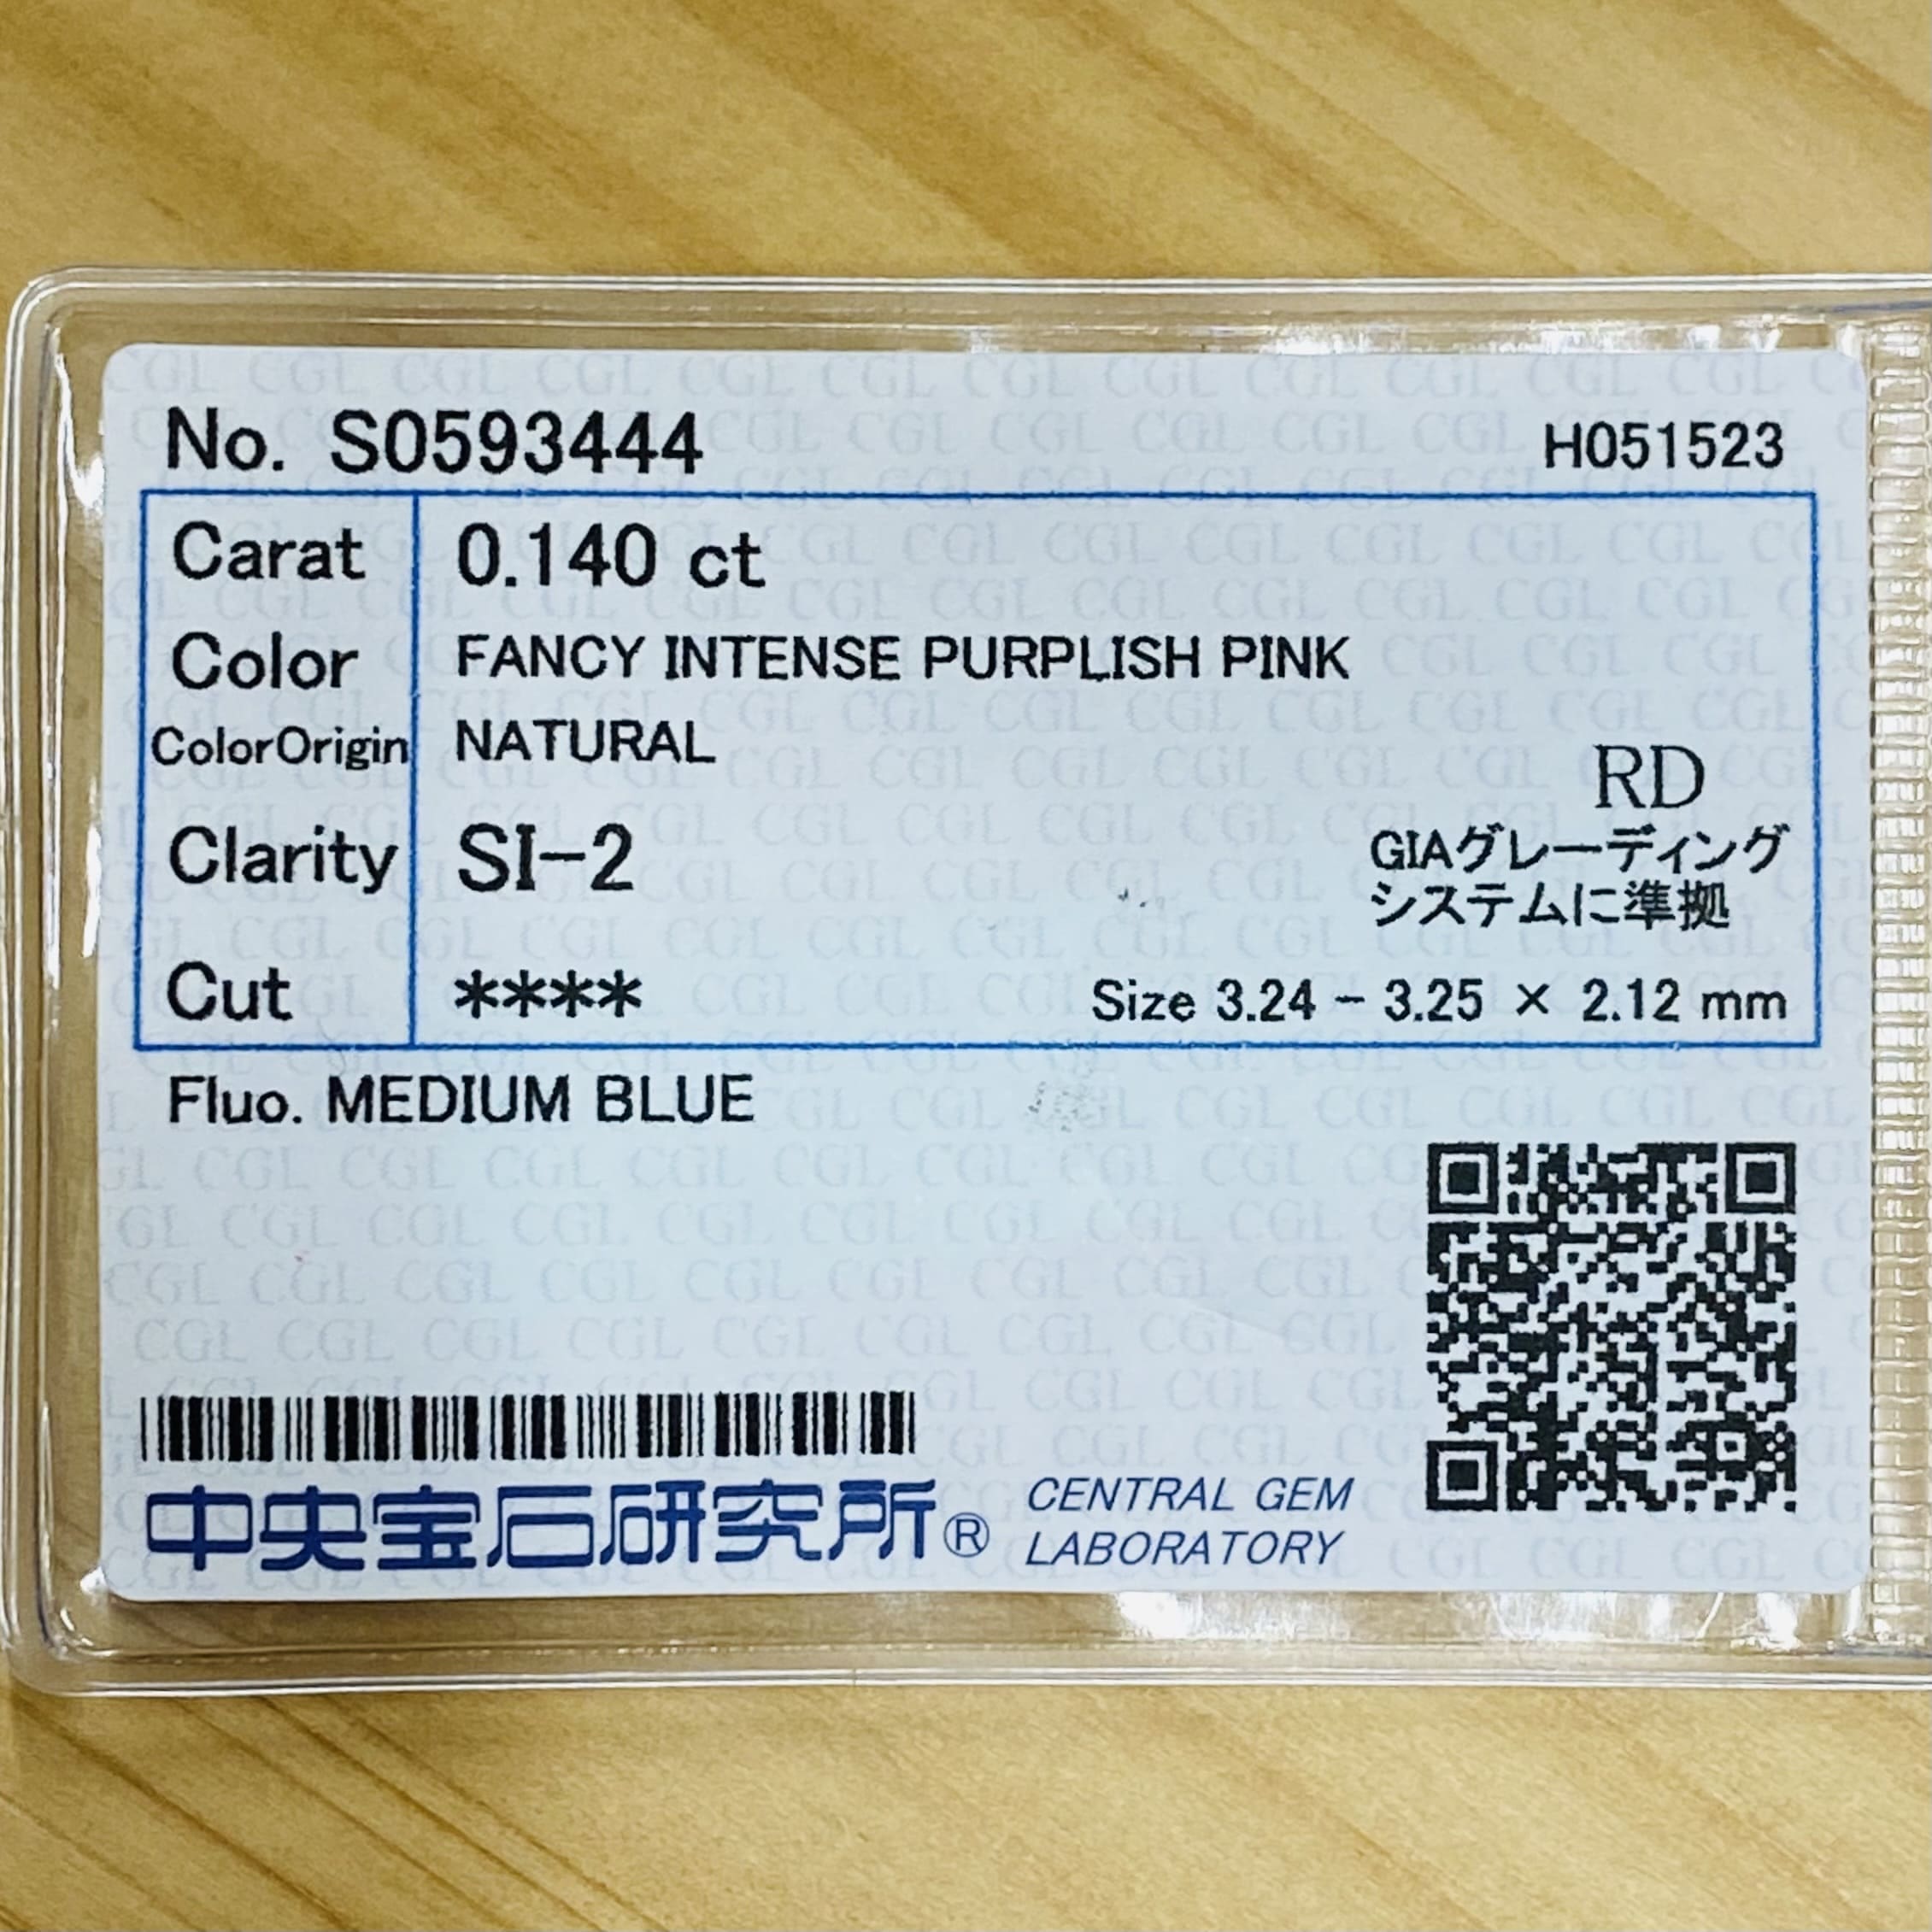 No. S0593444 H051523
Carat 0.140 ct
Color FANCY INTENSE PURPLISH PINK
ColorOrigin NATURAL
RD
Clarity SI-2
GIAグレーディング
システムに準拠
Cut **** Size 3.24 - 3.25 × 2.12 mm
Fluo. MEDIUM BLUE
中央宝石研究所® CENTRAL GEM
LABORATORY